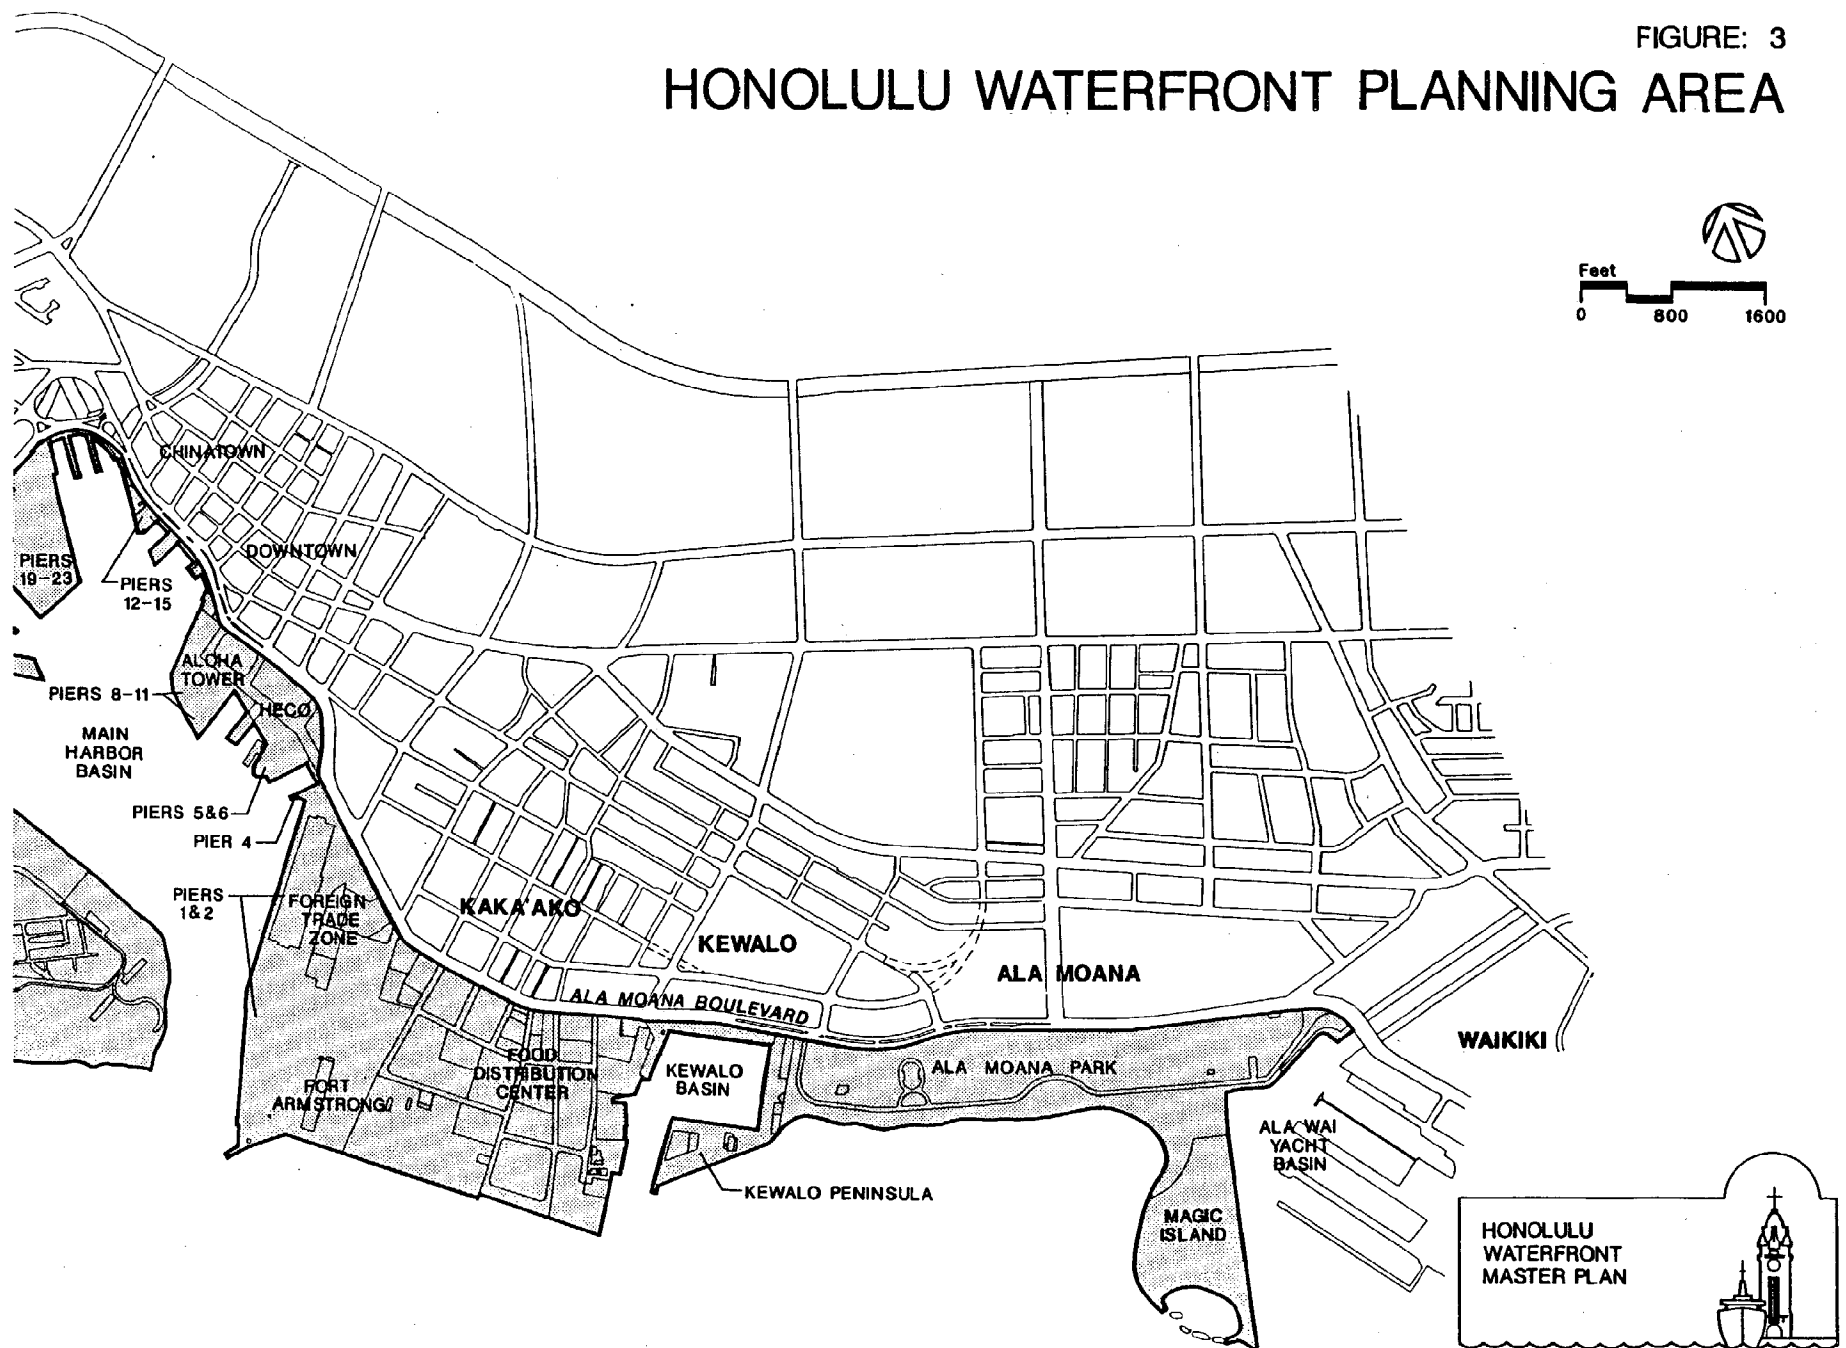 FIGURE: 3
HONOLULU WATERFRONT PLANNING AREA
Feet
0 800 1600
CHINATOWN
DOWNTOWN
PIERS
19-23
PIERS
12-15
ALOHA
TOWER
PIERS 8-11
HECO
MAIN
HARBOR
BASIN
PIERS 5&6
PIER 4
PIERS
1&2
FOREIGN
TRADE
ZONE
KAKA'AKO
KEWALO
ALA MOANA
ALA MOANA BOULEVARD
WAIKIKI
FOOD
DISTRIBUTION
CENTER
KEWALO
BASIN
ALA MOANA PARK
FORT
ARMSTRONG
ALA WAI
YACHT
BASIN
KEWALO PENINSULA
MAGIC
ISLAND
HONOLULU
WATERFRONT
MASTER PLAN